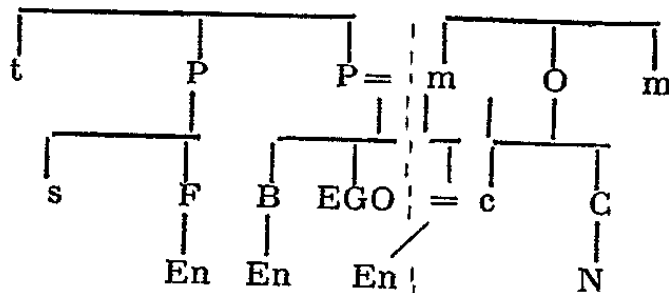 t P P = m O m
s F B EGO = c C
En En En N